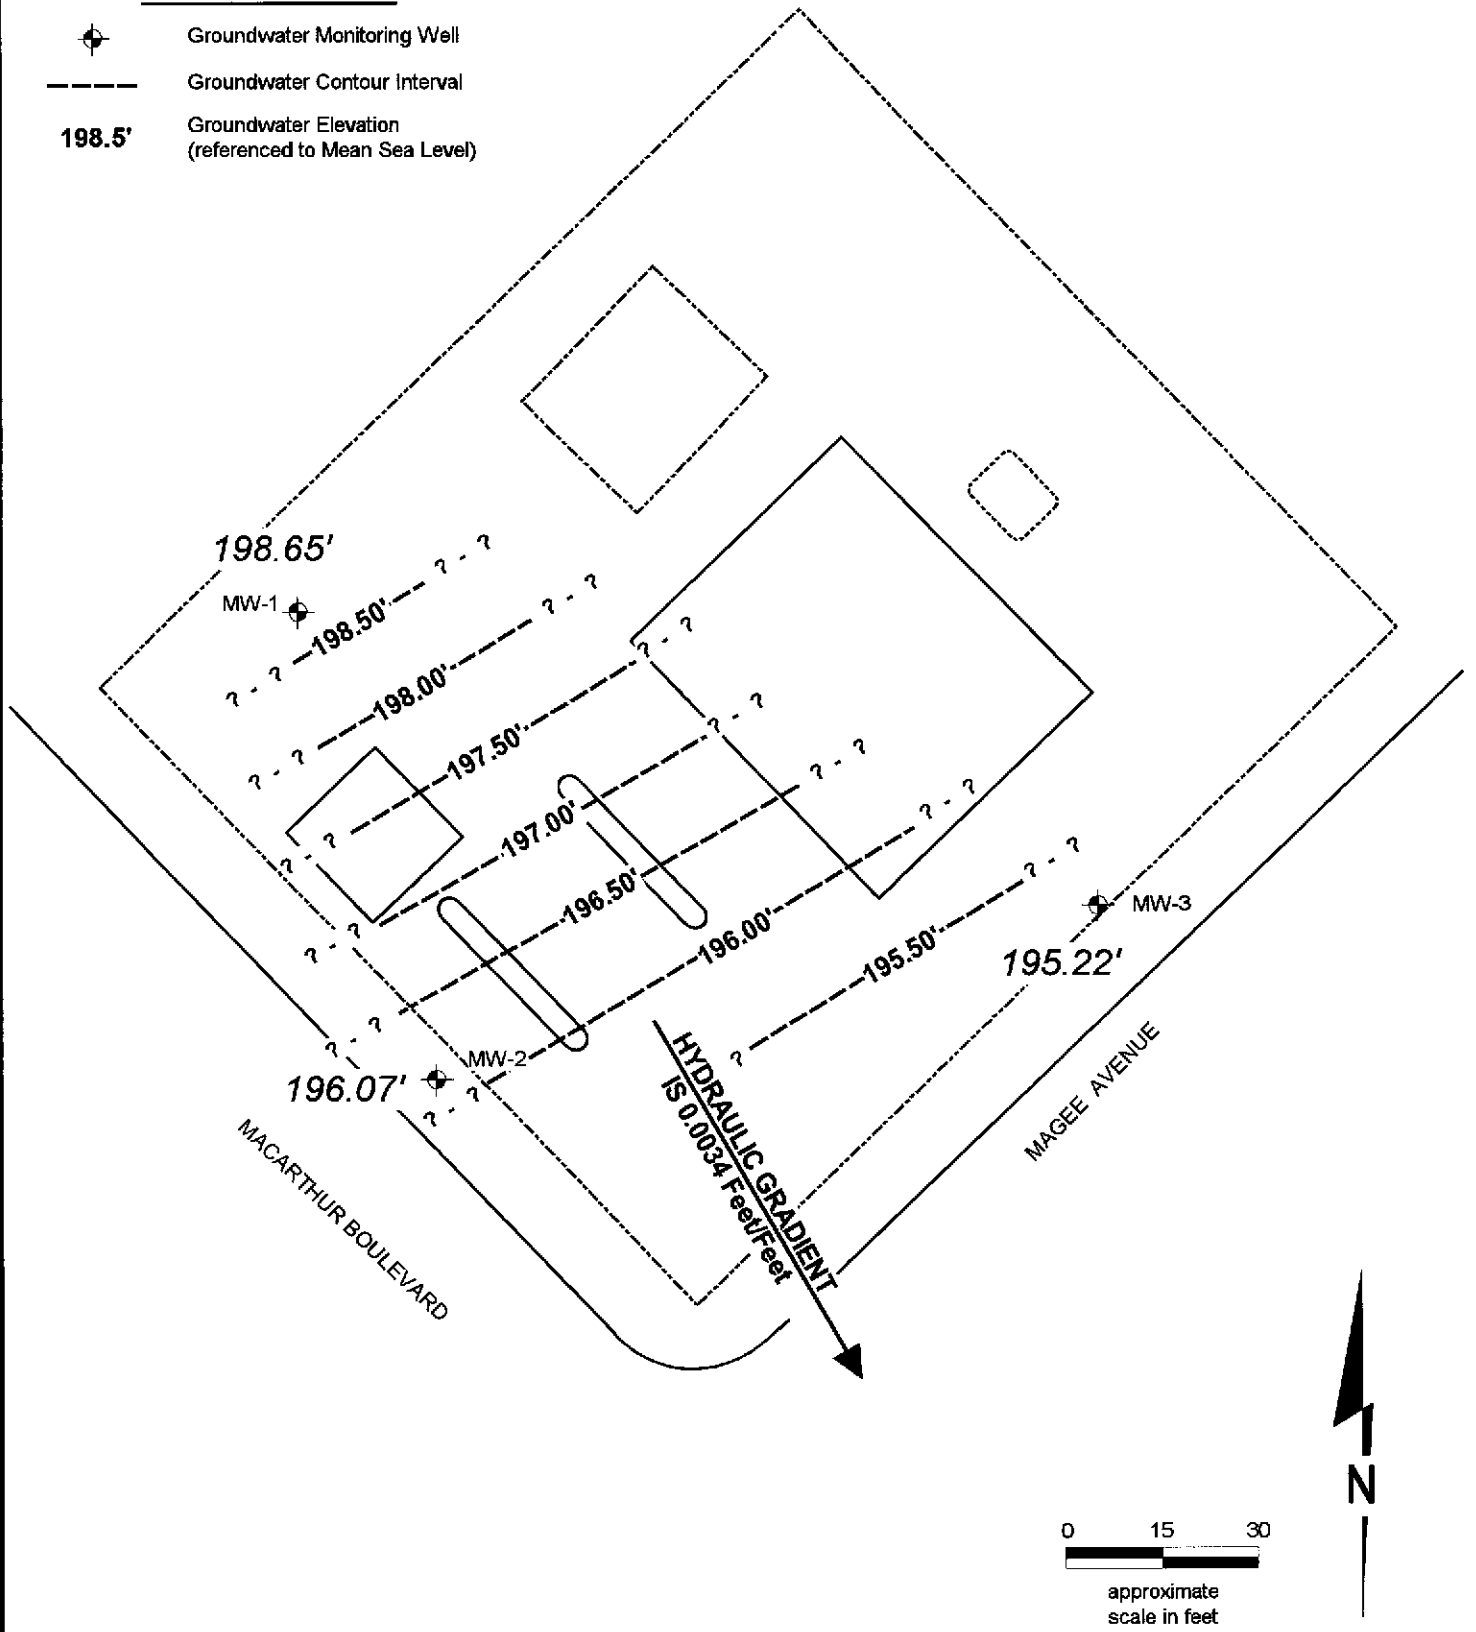 Groundwater Monitoring Well
Groundwater Contour Interval
198.5'
Groundwater Elevation
(referenced to Mean Sea Level)
198.65'
MW-1
? - ?
198.50'
? - ?
? - ?
198.00'
? - ?
? - ?
197.50'
? - ?
? - ?
197.00'
? - ?
? - ?
196.50'
? - ?
? - ?
196.00'
? - ?
?
195.50'
? - ?
MW-2
196.07'
MW-3
195.22'
HYDRAULIC GRADIENT
IS 0.0034 Feet/Feet
MACARTHUR BOULEVARD
MAGEE AVENUE
N
0 15 30
approximate
scale in feet